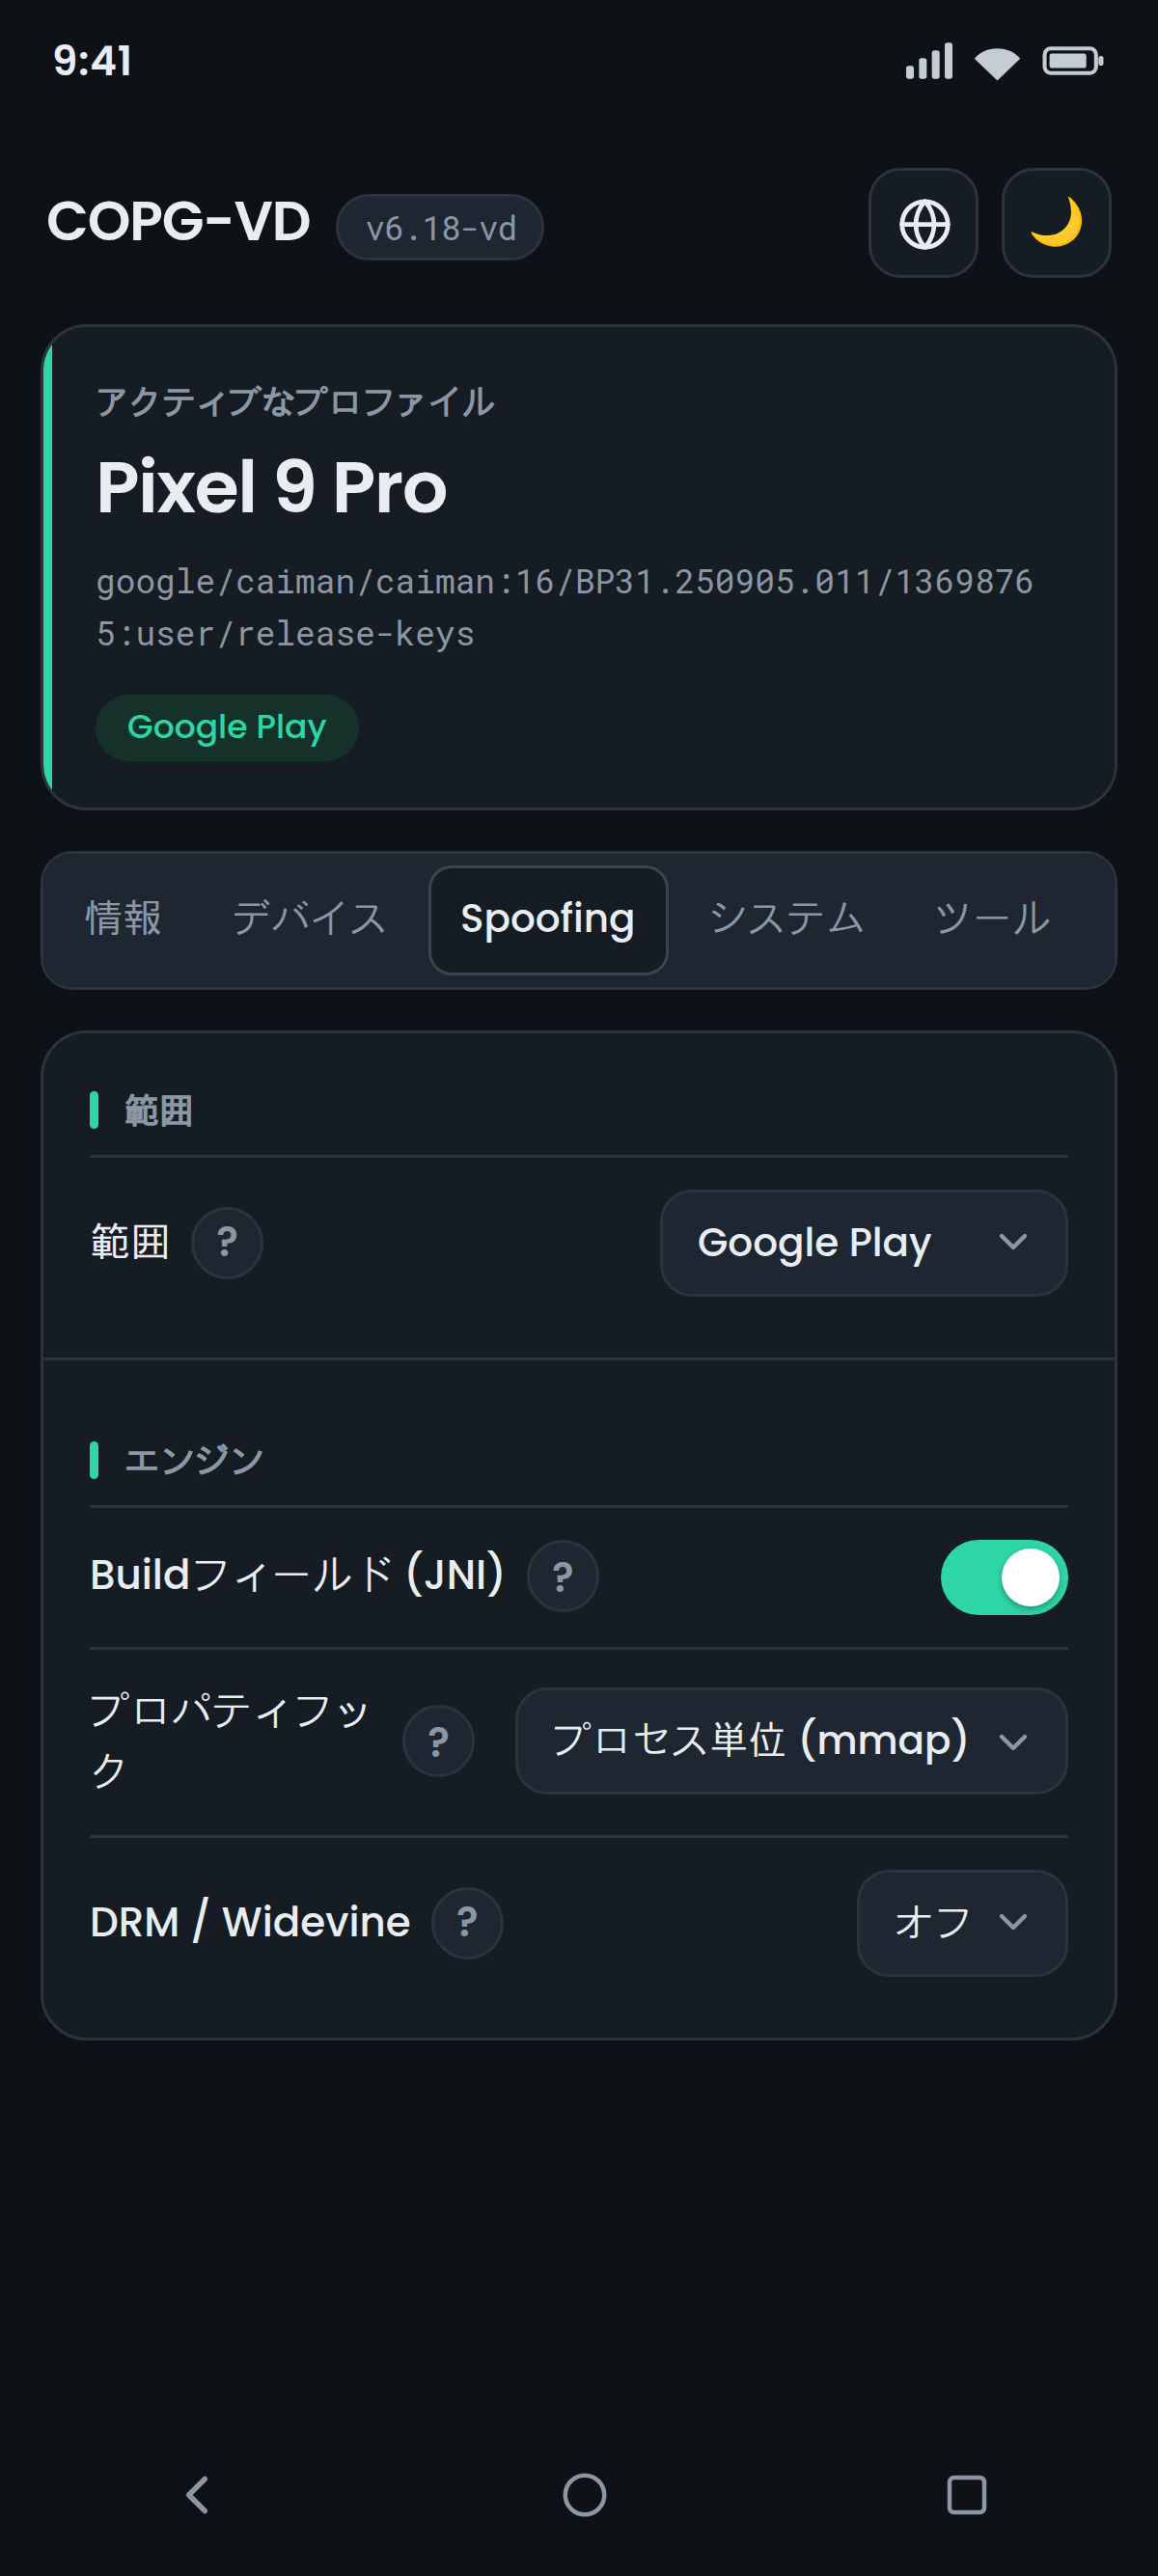 9:41
COPG-VD v6.18-vd
アクティブなプロファイル
Pixel 9 Pro
google/caiman/caiman:16/BP31.250905.011/1369876
5:user/release-keys
Google Play
情報 デバイス Spoofing システム ツール
範囲
範囲 ? Google Play
エンジン
Buildフィールド (JNI) ?
プロパティフッ
ク
? プロセス単位 (mmap)
DRM / Widevine ? オフ